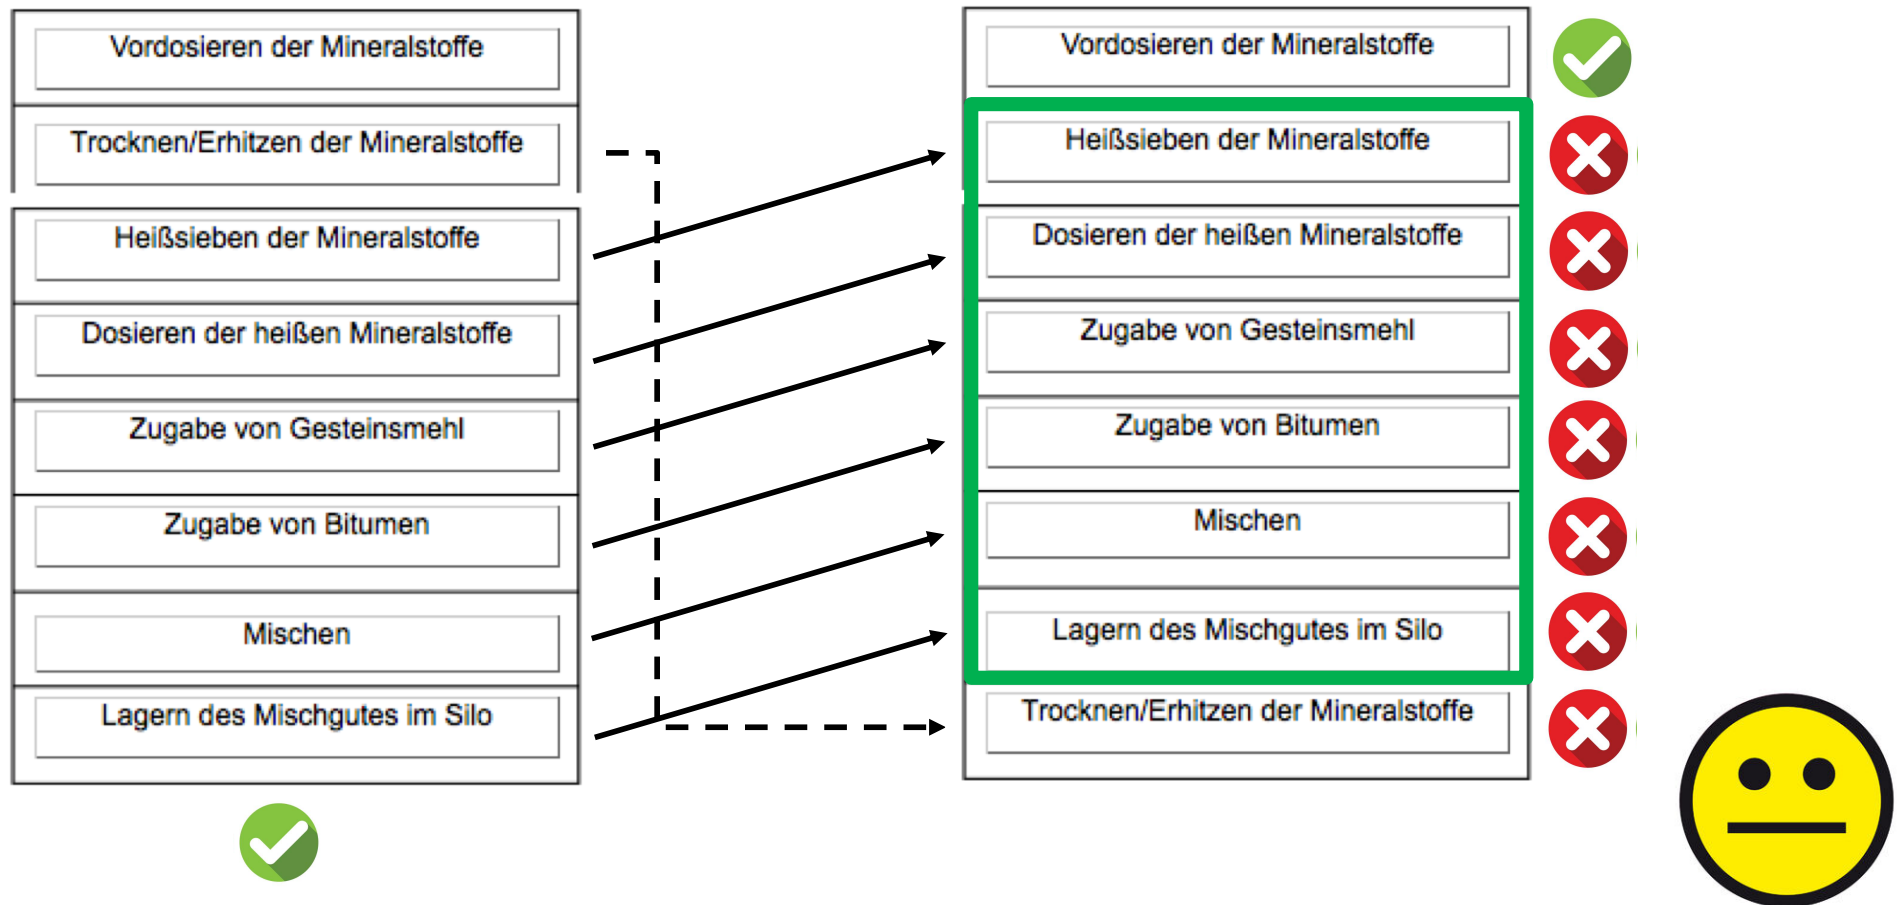 Vordosieren der Mineralstoffe
Trocknen/Erhitzen der Mineralstoffe
Heißsieben der Mineralstoffe
Dosieren der heißen Mineralstoffe
Zugabe von Gesteinsmehl
Zugabe von Bitumen
Mischen
Lagern des Mischgutes im Silo
Vordosieren der Mineralstoffe
Heißsieben der Mineralstoffe
Dosieren der heißen Mineralstoffe
Zugabe von Gesteinsmehl
Zugabe von Bitumen
Mischen
Lagern des Mischgutes im Silo
Trocknen/Erhitzen der Mineralstoffe